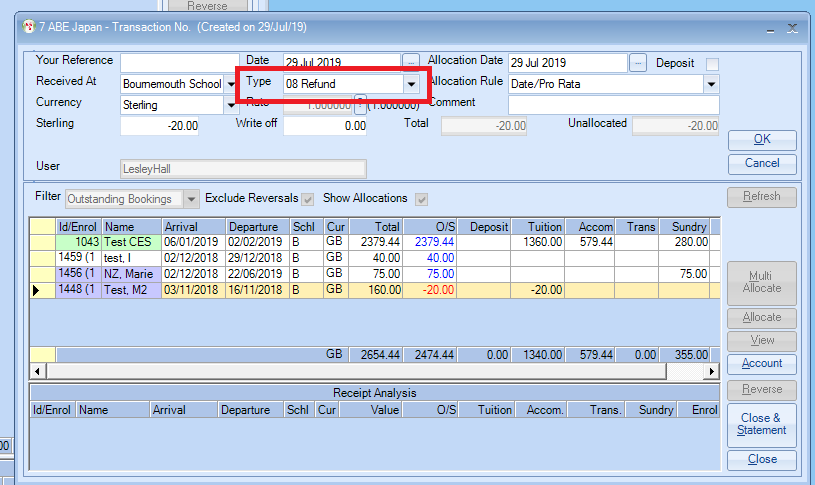 Reverse
7 ABE Japan - Transaction No. (Created on 29/Jul/19)
Your Reference Date 29 Jul 2019 ... Allocation Date 29 Jul 2019 ... Deposit
Received At Bournemouth School Type 08 Refund Allocation Rule Date/Pro Rata
Currency Sterling Rate 1.000000 ? (1.000000) Comment
Sterling -20.00 Write off 0.00 Total -20.00 Unallocated -20.00
OK
User LesleyHall Cancel
Filter Outstanding Bookings Exclude Reversals Show Allocations Refresh
Id/Enrol Name Arrival Departure Schl Cur Total O/S Deposit Tuition Accom Trans Sundry
1043 Test CES 06/01/2019 02/02/2019 B GB 2379.44 2379.44 1360.00 579.44 280.00
1459 (1 test, I 02/12/2018 29/12/2018 B GB 40.00 40.00
1456 (1 NZ, Marie 02/12/2018 22/06/2019 B GB 75.00 75.00 75.00
1448 (1 Test, M2 03/11/2018 16/11/2018 B GB 160.00 -20.00 -20.00
Multi Allocate
Allocate
View
GB 2654.44 2474.44 0.00 1340.00 579.44 0.00 355.00
Account
Receipt Analysis
Reverse
Id/Enrol Name Arrival Departure Schl Cur Value O/S Tuition Accom. Trans. Sundry Enrol
Close & Statement
00
Close